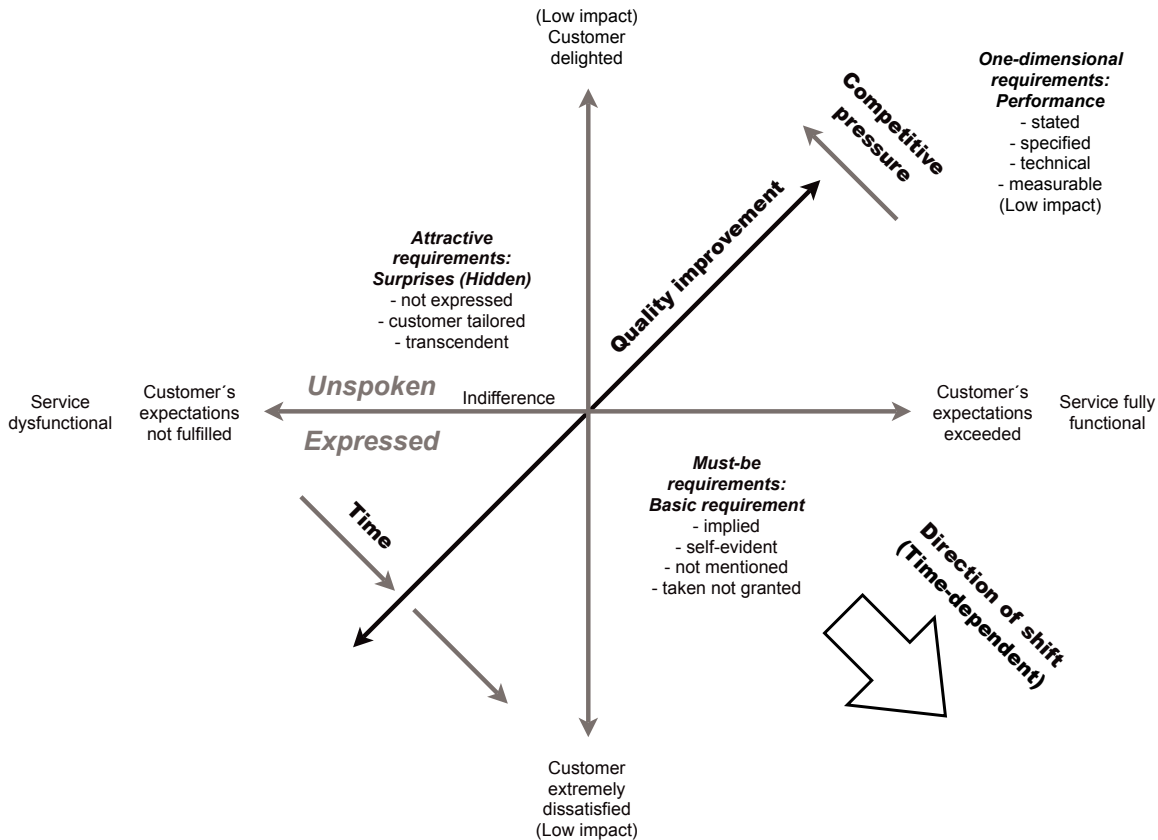 (Low impact)
Customer
delighted
One-dimensional
requirements:
Performance
- stated
- specified
- technical
- measurable
(Low impact)
Competitive
pressure
Quality improvement
Attractive
requirements:
Surprises (Hidden)
- not expressed
- customer tailored
- transcendent
Service
dysfunctional
Customer´s
expectations
not fulfilled
Unspoken
Expressed
Indifference
Customer´s
expectations
exceeded
Service fully
functional
Must-be
requirements:
Basic requirement
- implied
- self-evident
- not mentioned
- taken not granted
Time
Direction of shift
(Time-dependent)
Customer
extremely
dissatisfied
(Low impact)